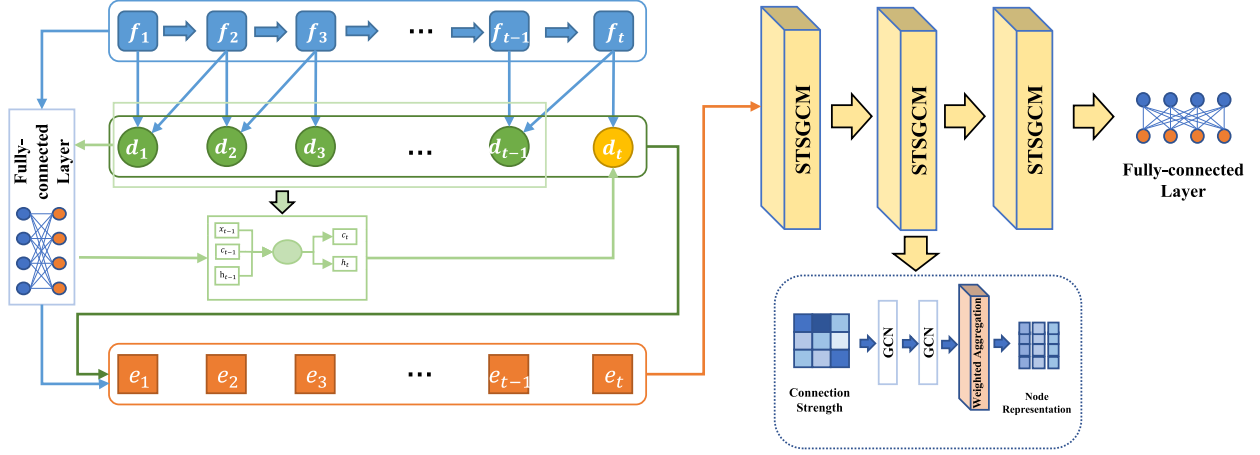 f1 f2 f3 ... ft−1 ft
d1 d2 d3 ... dt−1 dt
Fully-
connected
Layer
xt−1
ct−1
ht−1
ct
ht
e1 e2 e3 ... et−1 et
STSGCM
STSGCM
STSGCM
Fully-connected
Layer
Connection
Strength
GCN
GCN
Weighted Aggregation
Node
Representation